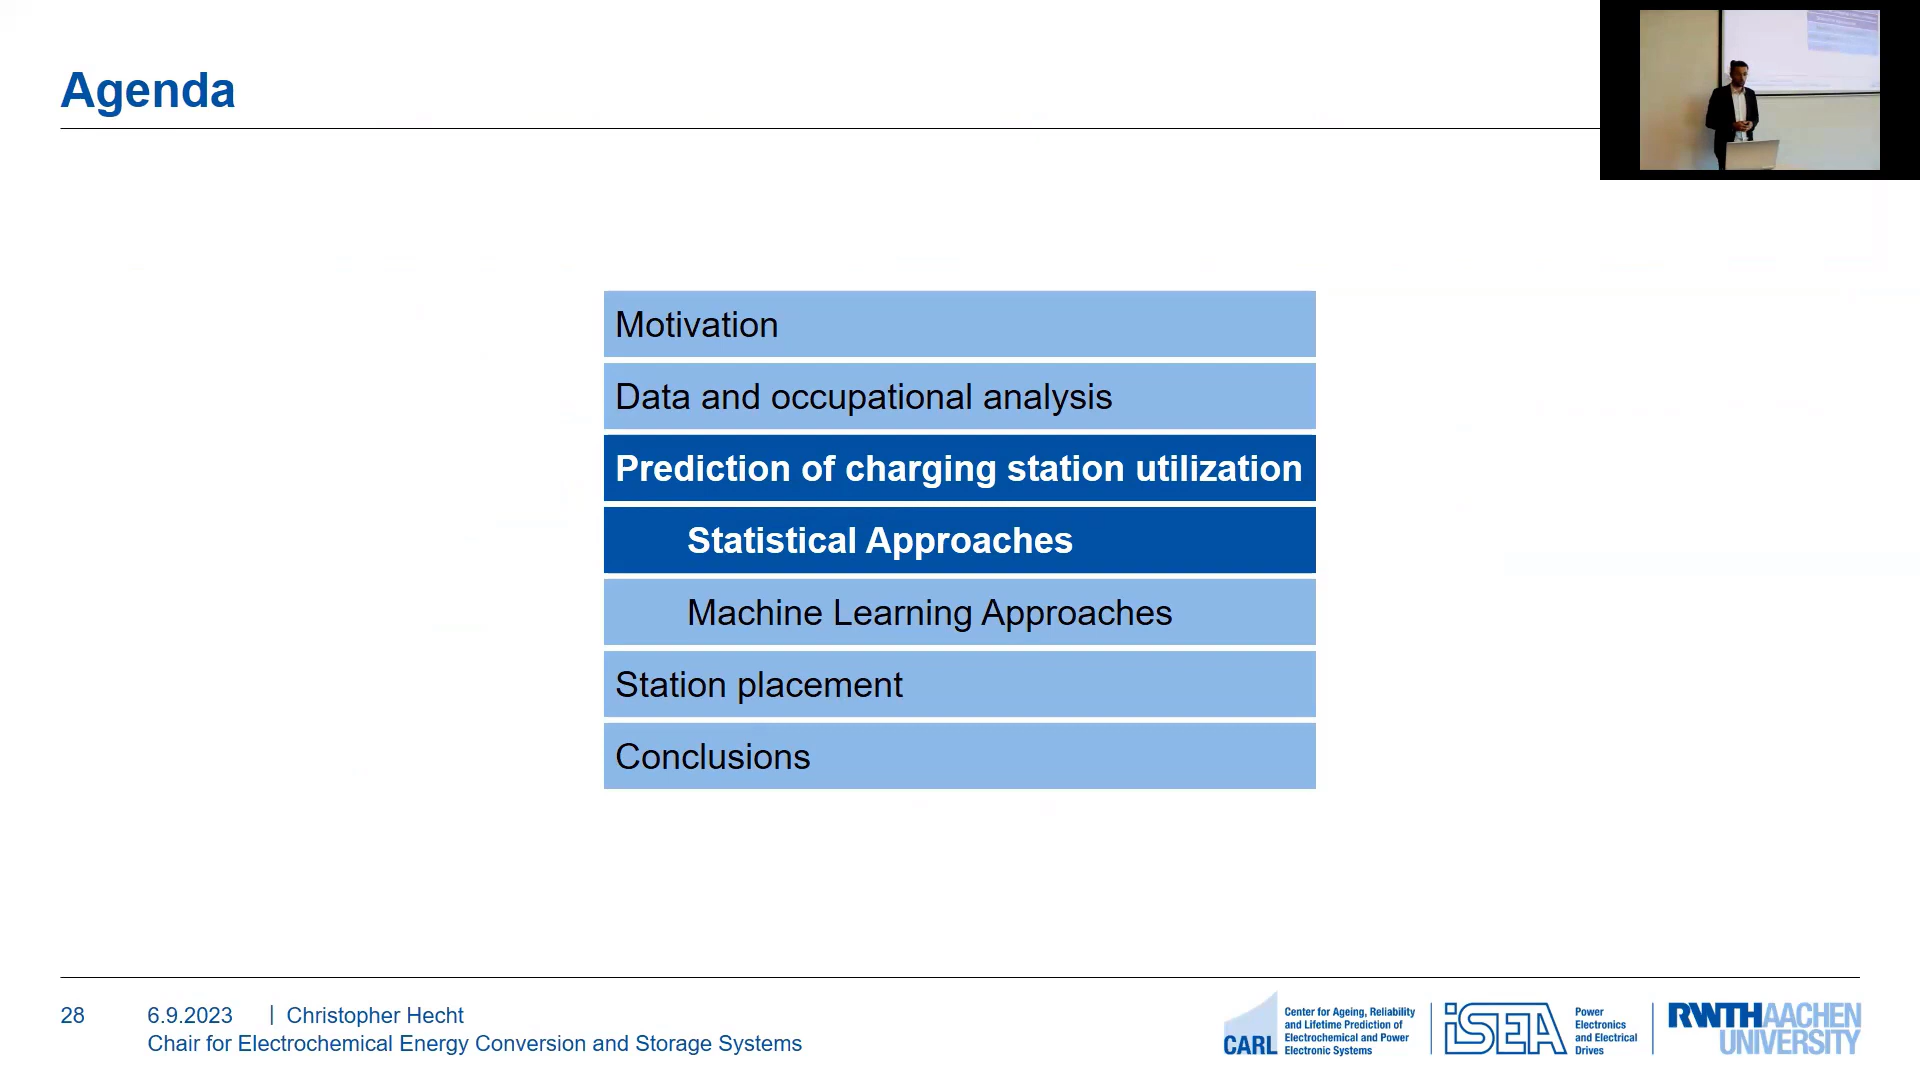 Agenda
Motivation
Data and occupational analysis
Prediction of charging station utilization
Statistical Approaches
Machine Learning Approaches
Station placement
Conclusions
28 6.9.2023 | Christopher Hecht
Chair for Electrochemical Energy Conversion and Storage Systems
CARL
Center for Ageing, Reliability
and Lifetime Prediction of
Electrochemical and Power
Electronic Systems
iSEA
Power
Electronics
and Electrical
Drives
RWTH AACHEN
UNIVERSITY